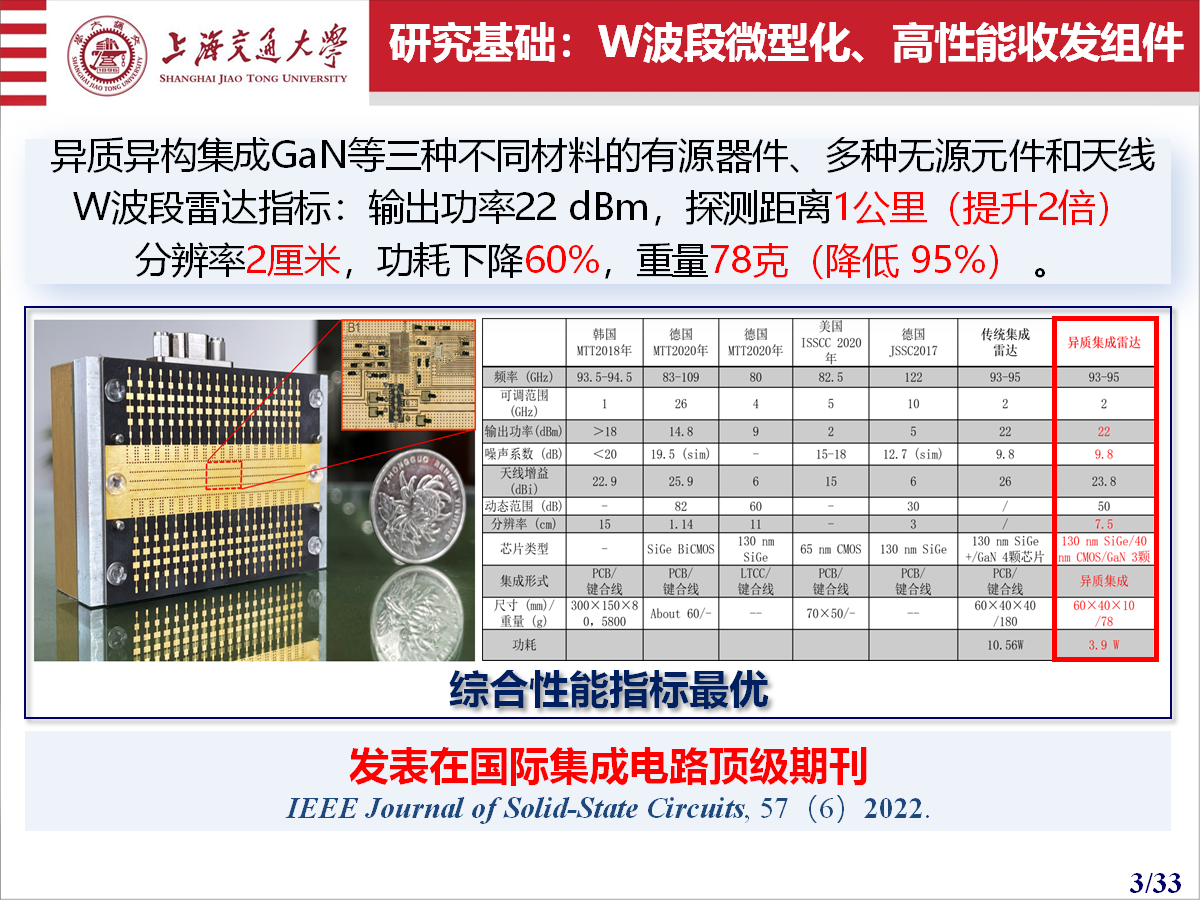 上海交通大学
SHANGHAI JIAO TONG UNIVERSITY
研究基础：W波段微型化、高性能收发组件
异质异构集成GaN等三种不同材料的有源器件、多种无源元件和天线
W波段雷达指标：输出功率22 dBm，探测距离1公里（提升2倍）
分辨率2厘米，功耗下降60%，重量78克（降低 95%） 。
B1
韩国 MTT2018年 德国 MTT2020年 德国 MTT2020年 美国 ISSCC 2020年 德国 JSSC2017 传统集成雷达 异质集成雷达
频率 (GHz) 93.5-94.5 83-109 80 82.5 122 93-95 93-95
可调范围 (GHz) 1 26 4 5 10 2 2
输出功率(dBm) >18 14.8 9 2 5 22 22
噪声系数 (dB) <20 19.5 (sim) - 15-18 12.7 (sim) 9.8 9.8
天线增益 (dBi) 22.9 25.9 6 15 6 26 23.8
动态范围 (dB) - 82 60 - 30 / 50
分辨率 (cm) 15 1.14 11 - 3 / 7.5
芯片类型 - SiGe BiCMOS 130 nm SiGe 65 nm CMOS 130 nm SiGe 130 nm SiGe+/GaN 4颗芯片 130 nm SiGe/40 nm CMOS/GaN 3颗
集成形式 PCB/键合线 PCB/键合线 LTCC/键合线 PCB/键合线 PCB/键合线 PCB/键合线 异质集成
尺寸 (mm)/重量 (g) 300×150×80, 5800 About 60/- -- 70×50/- -- 60×40×40/180 60×40×10/78
功耗 10.56W 3.9 W
综合性能指标最优
发表在国际集成电路顶级期刊
IEEE Journal of Solid-State Circuits, 57（6）2022.
3/33